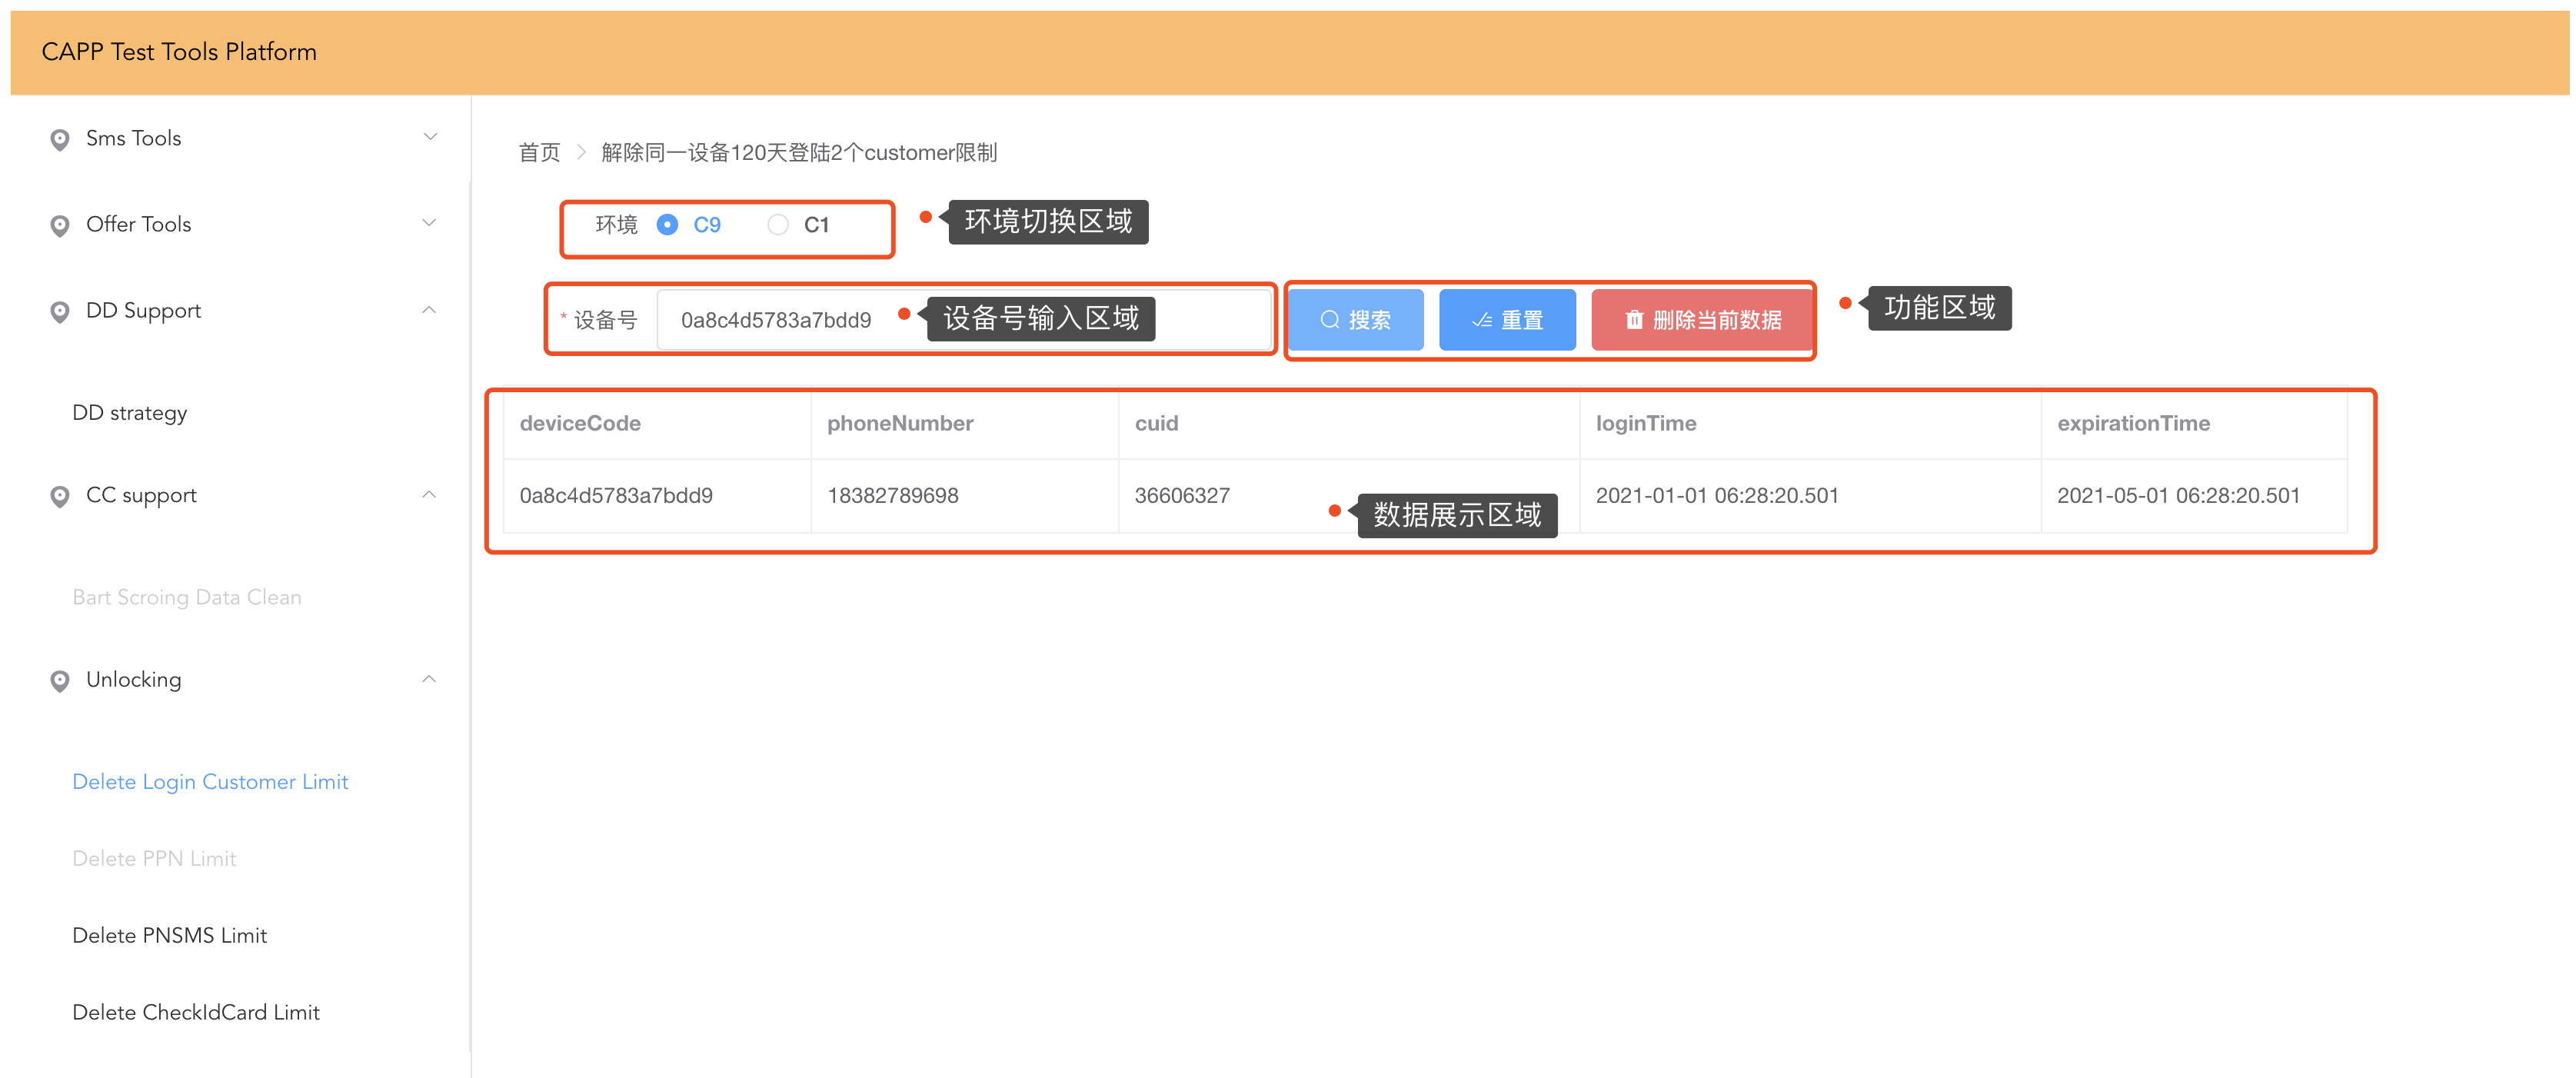 CAPP Test Tools Platform
Sms Tools
Offer Tools
DD Support
DD strategy
CC support
Bart Scroing Data Clean
Unlocking
Delete Login Customer Limit
Delete PPN Limit
Delete PNSMS Limit
Delete CheckIdCard Limit
首页 > 解除同一设备120天登陆2个customer限制
环境 C9 C1 环境切换区域
* 设备号 0a8c4d5783a7bdd9 设备号输入区域 搜索 重置 删除当前数据 功能区域
deviceCode phoneNumber cuid loginTime expirationTime
0a8c4d5783a7bdd9 18382789698 36606327 2021-01-01 06:28:20.501 2021-05-01 06:28:20.501
数据展示区域